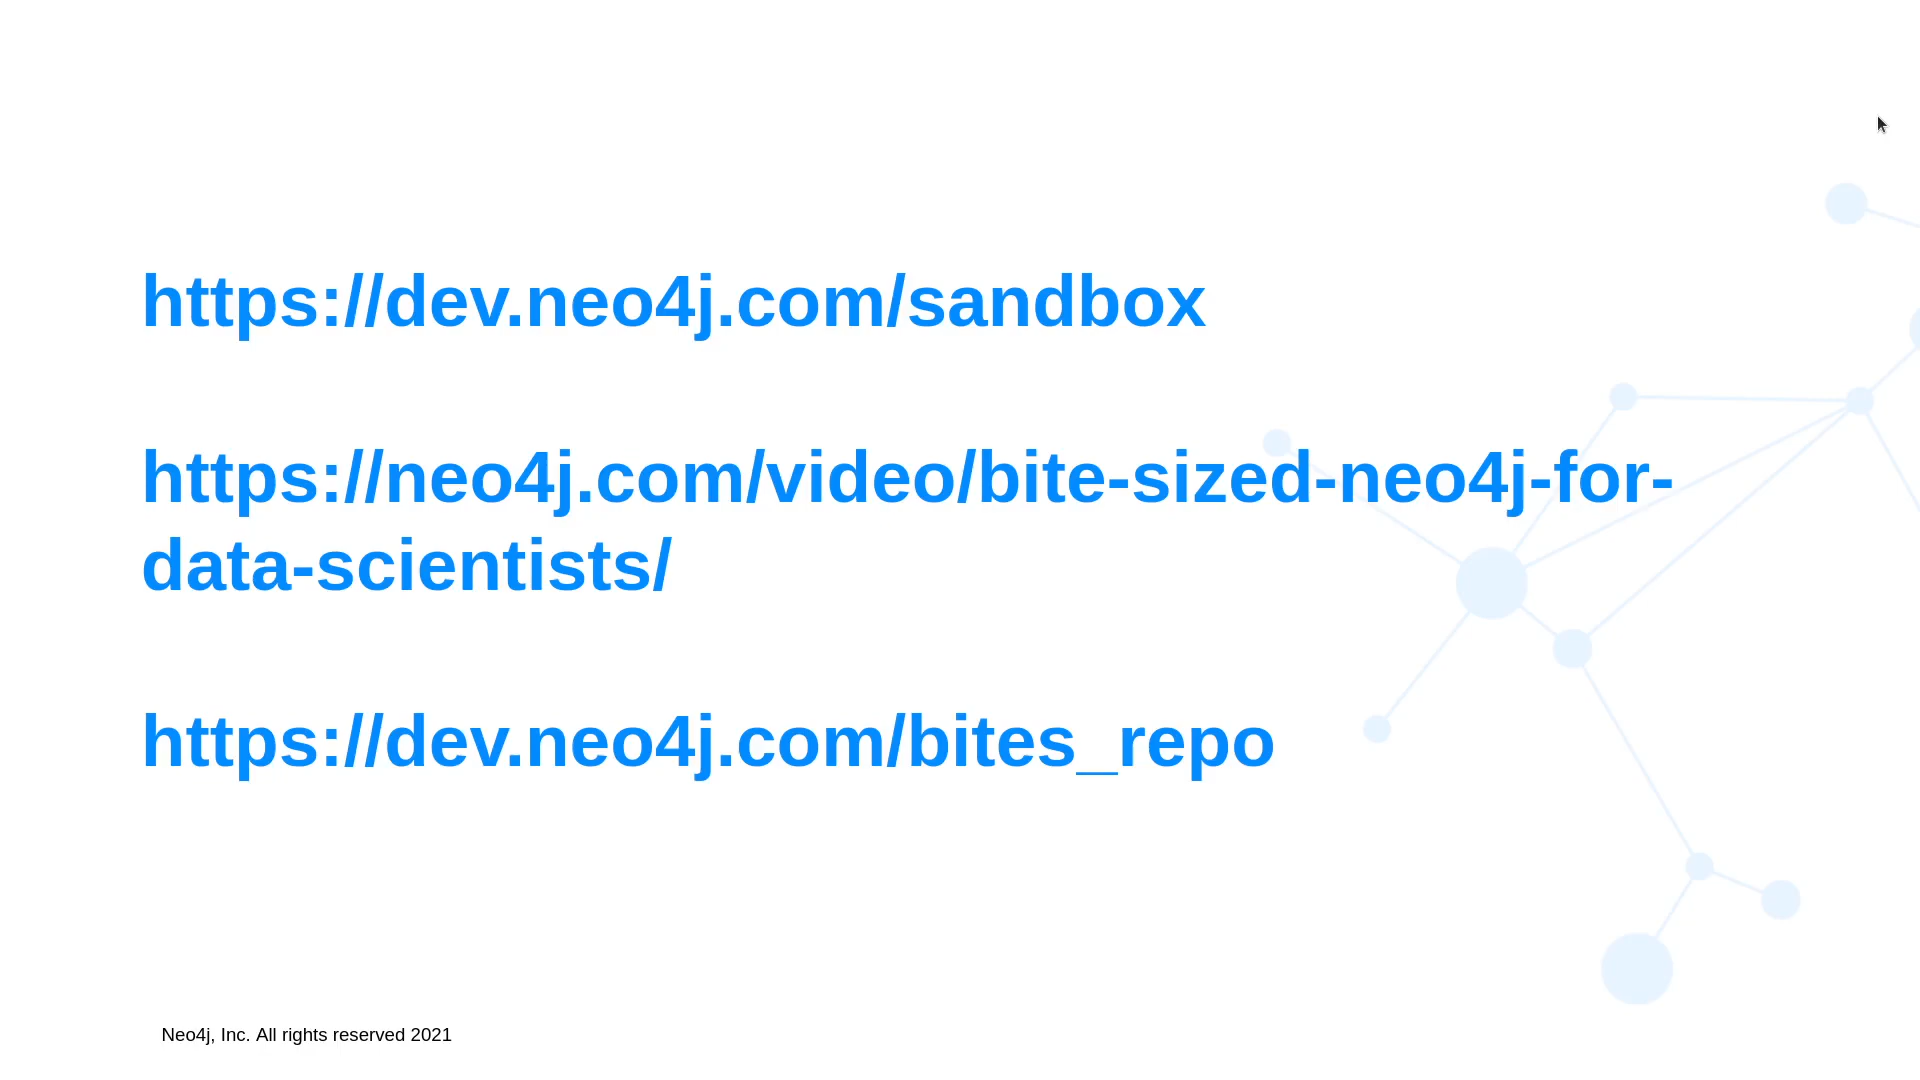 https://dev.neo4j.com/sandbox
https://neo4j.com/video/bite-sized-neo4j-for-
data-scientists/
https://dev.neo4j.com/bites_repo
Neo4j, Inc. All rights reserved 2021